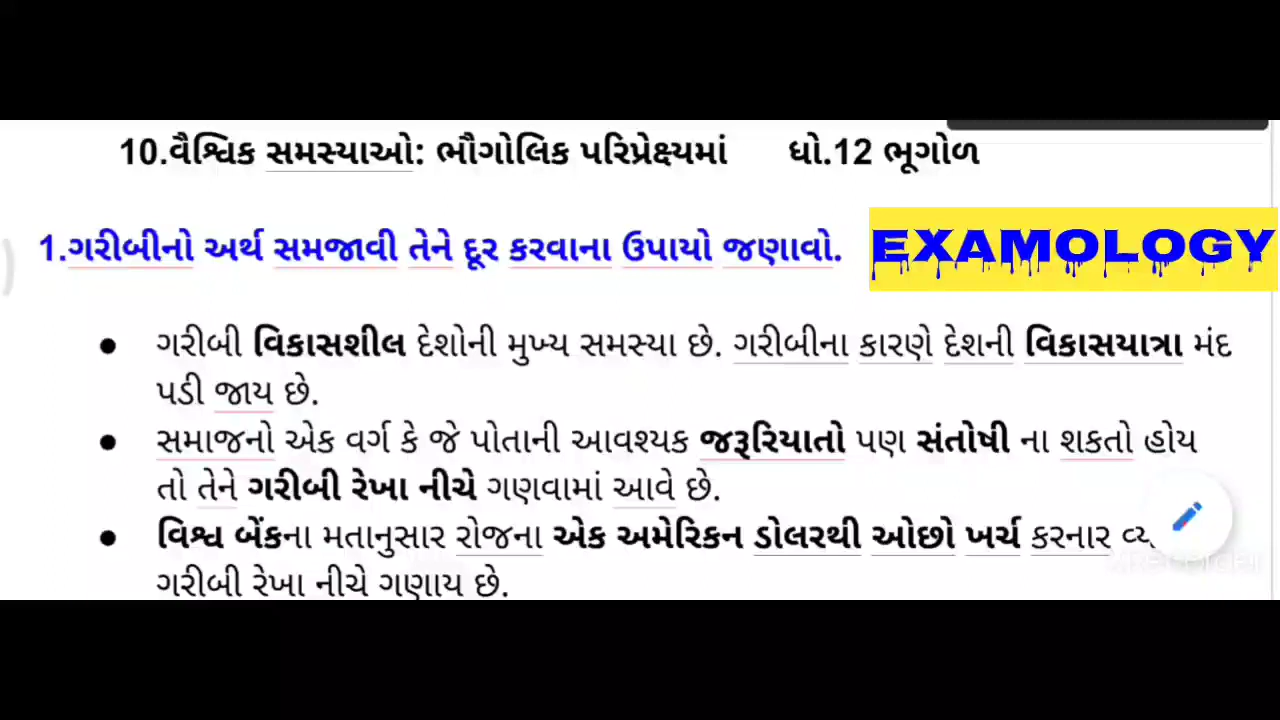 10.વૈશ્વિક સમસ્યાઓ: ભૌગોલિક પરિપ્રેક્ષ્યમાં ધો.12 ભૂગોળ
1.ગરીબીનો અર્થ સમજાવી તેને દૂર કરવાના ઉપાયો જણાવો.
EXAMOLOGY
● ગરીબી વિકાસશીલ દેશોની મુખ્ય સમસ્યા છે. ગરીબીના કારણે દેશની વિકાસયાત્રા મંદ
પડી જાય છે.
● સમાજનો એક વર્ગ કે જે પોતાની આવશ્યક જરૂરિયાતો પણ સંતોષી ના શકતો હોય
તો તેને ગરીબી રેખા નીચે ગણવામાં આવે છે.
● વિશ્વ બેંકના મતાનુસાર રોજના એક અમેરિકન ડોલરથી ઓછો ખર્ચ કરનાર
ગરીબી રેખા નીચે ગણાય છે.